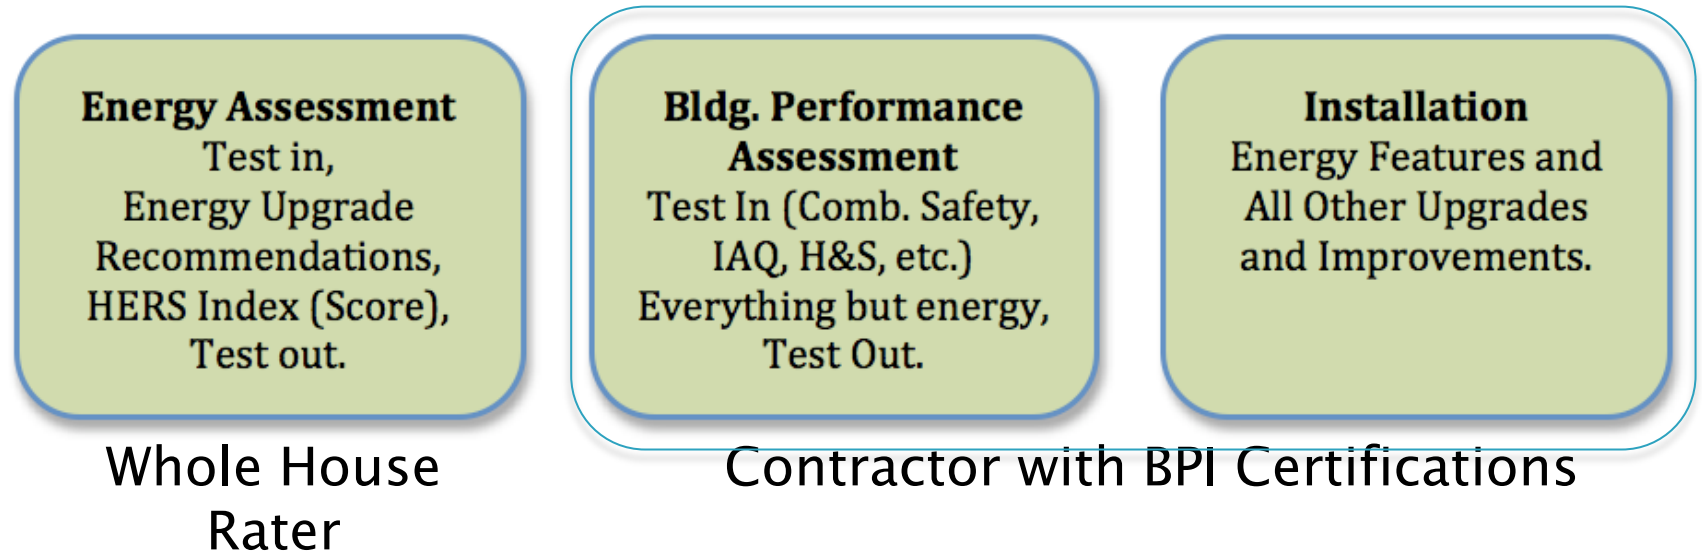 Energy Assessment
Test in,
Energy Upgrade
Recommendations,
HERS Index (Score),
Test out.
Whole House
Rater
Bldg. Performance
Assessment
Test In (Comb. Safety,
IAQ, H&S, etc.)
Everything but energy,
Test Out.
Installation
Energy Features and
All Other Upgrades
and Improvements.
Contractor with BPI Certifications